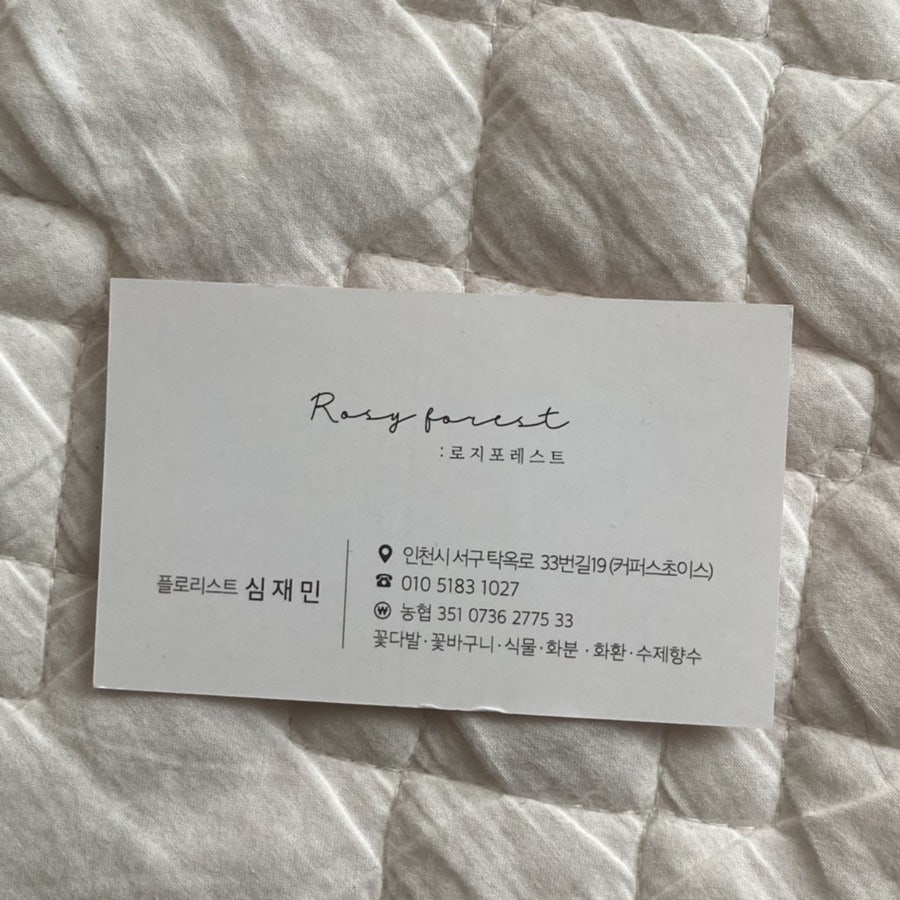 Rosy forest
:로지포레스트
플로리스트 심재민
인천시 서구 탁옥로 33번길19 (커퍼스초이스)
010 5183 1027
농협 351 0736 2775 33
꽃다발·꽃바구니·식물·화분·화환·수제향수